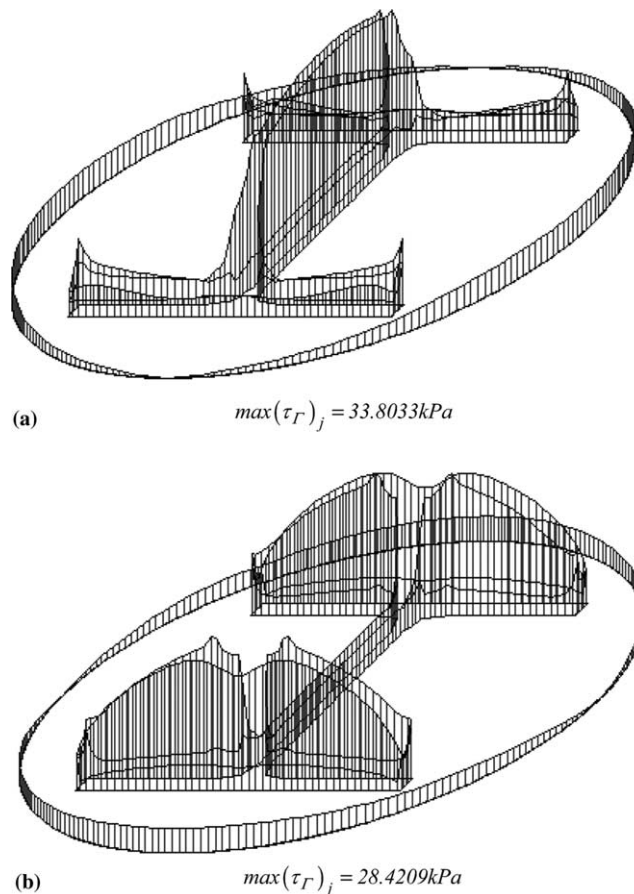 (a) max(τ_Γ)_j = 33.8033kPa
(b) max(τ_Γ)_j = 28.4209kPa